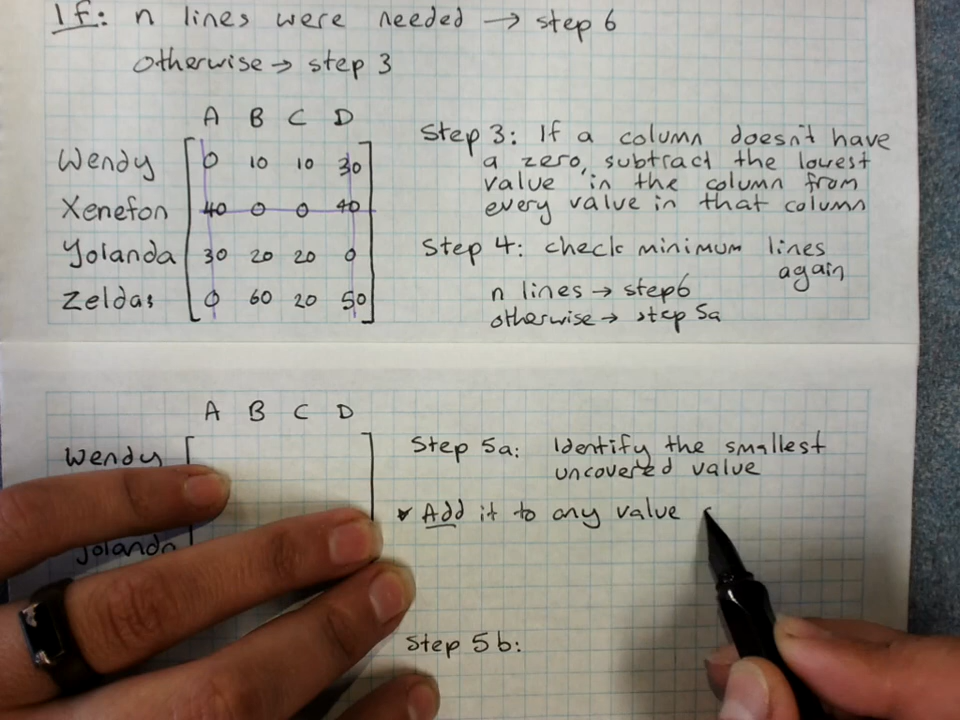 If: n lines were needed → step 6
otherwise → step 3
A B C D
Wendy 0 10 10 30
Xenefon 40 0 0 40
Yolanda 30 20 20 0
Zeldas 0 60 20 50
Step 3: If a column doesn't have
a zero, subtract the lowest
value in the column from
every value in that column
Step 4: check minimum lines
again
n lines → step6
otherwise → step 5a
A B C D
Wendy
Yolanda
Step 5a: Identify the smallest
uncovered value
Add it to any value
Step 5b: